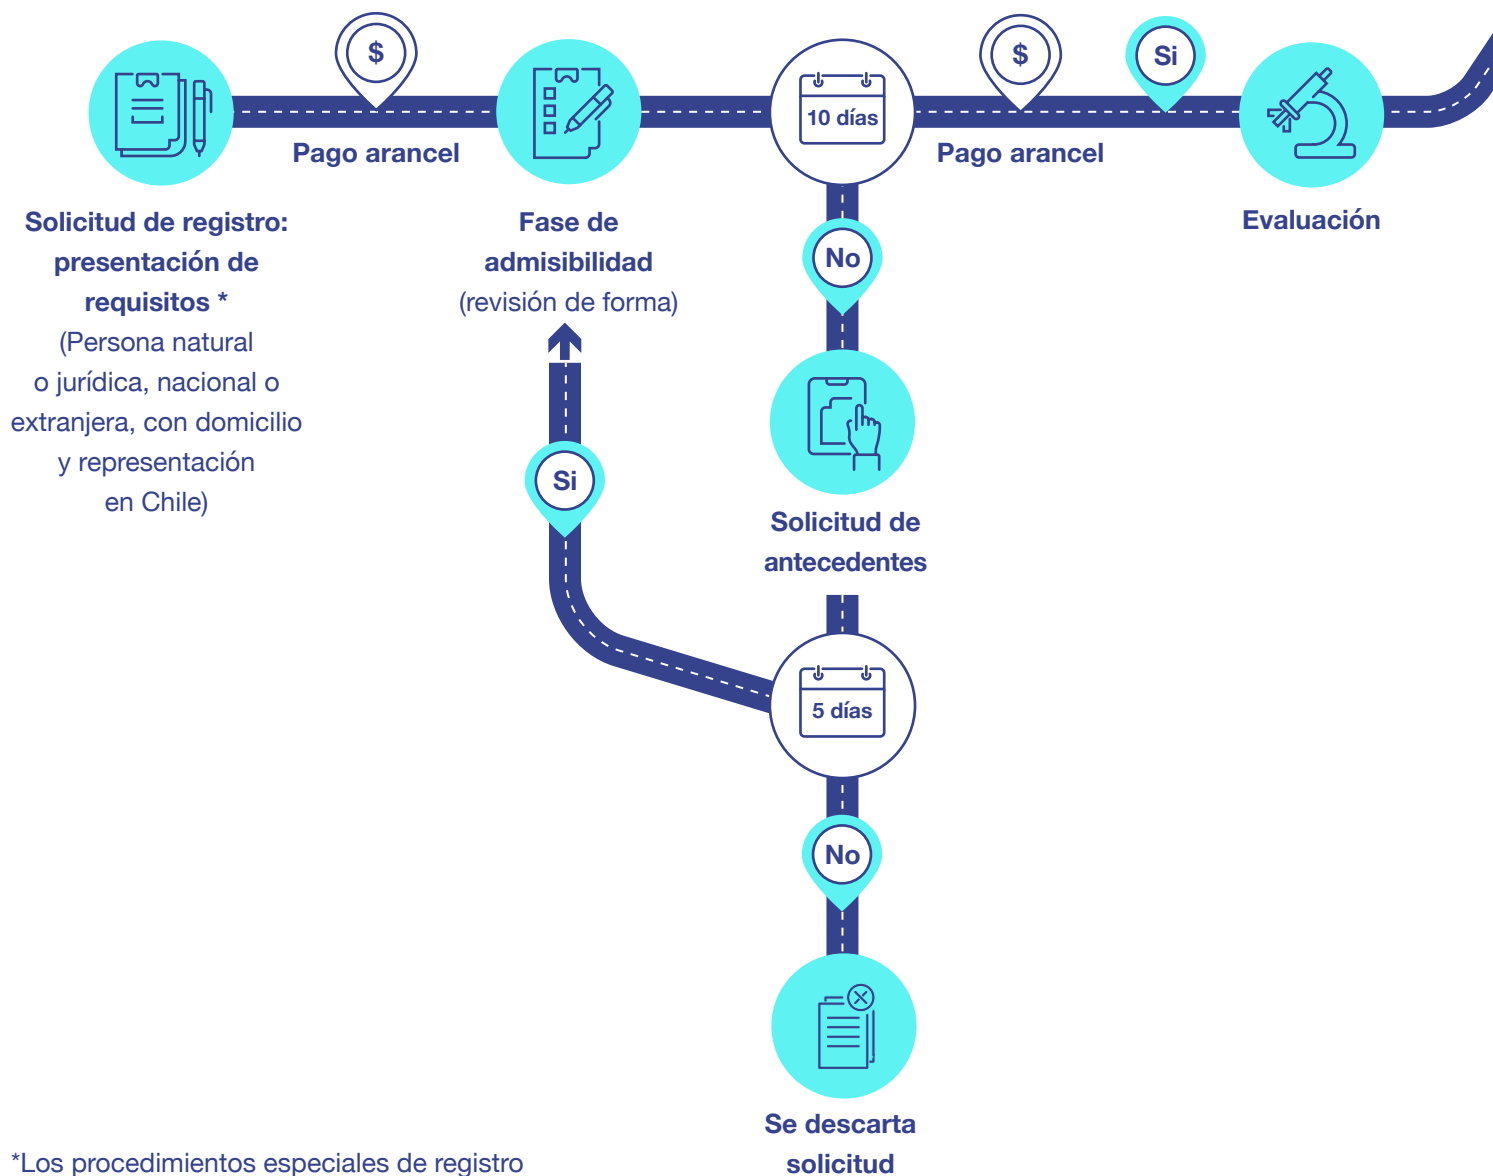 $
Pago arancel
10 días
$
Pago arancel
Si
Solicitud de registro:
presentación de
requisitos *
(Persona natural
o jurídica, nacional o
extranjera, con domicilio
y representación
en Chile)
Fase de
admisibilidad
(revisión de forma)
Evaluación
No
Solicitud de
antecedentes
Si
5 días
No
Se descarta
solicitud
*Los procedimientos especiales de registro